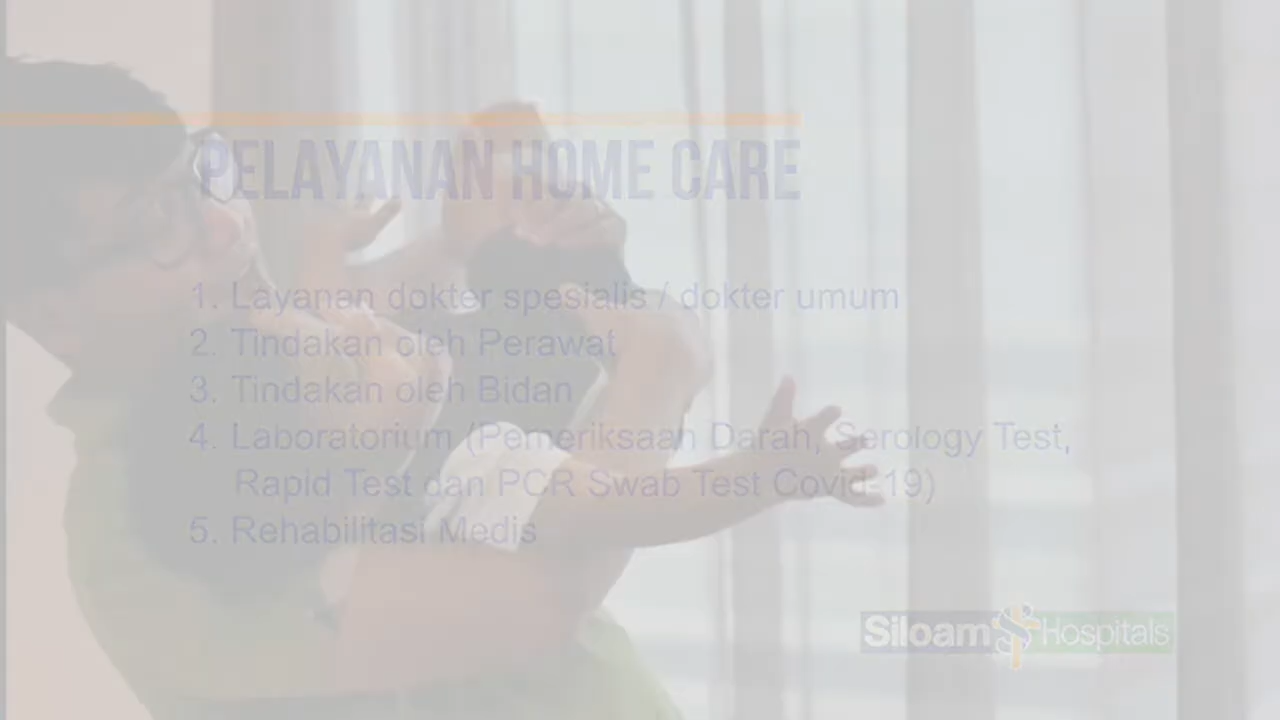 PELAYANAN HOME CARE
1. Layanan dokter spesialis / dokter umum
2. Tindakan oleh Perawat
3. Tindakan oleh Bidan
4. Laboratorium (Pemeriksaan Darah, Serology Test,
Rapid Test dan PCR Swab Test Covid-19)
5. Rehabilitasi Medis
Siloam Hospitals